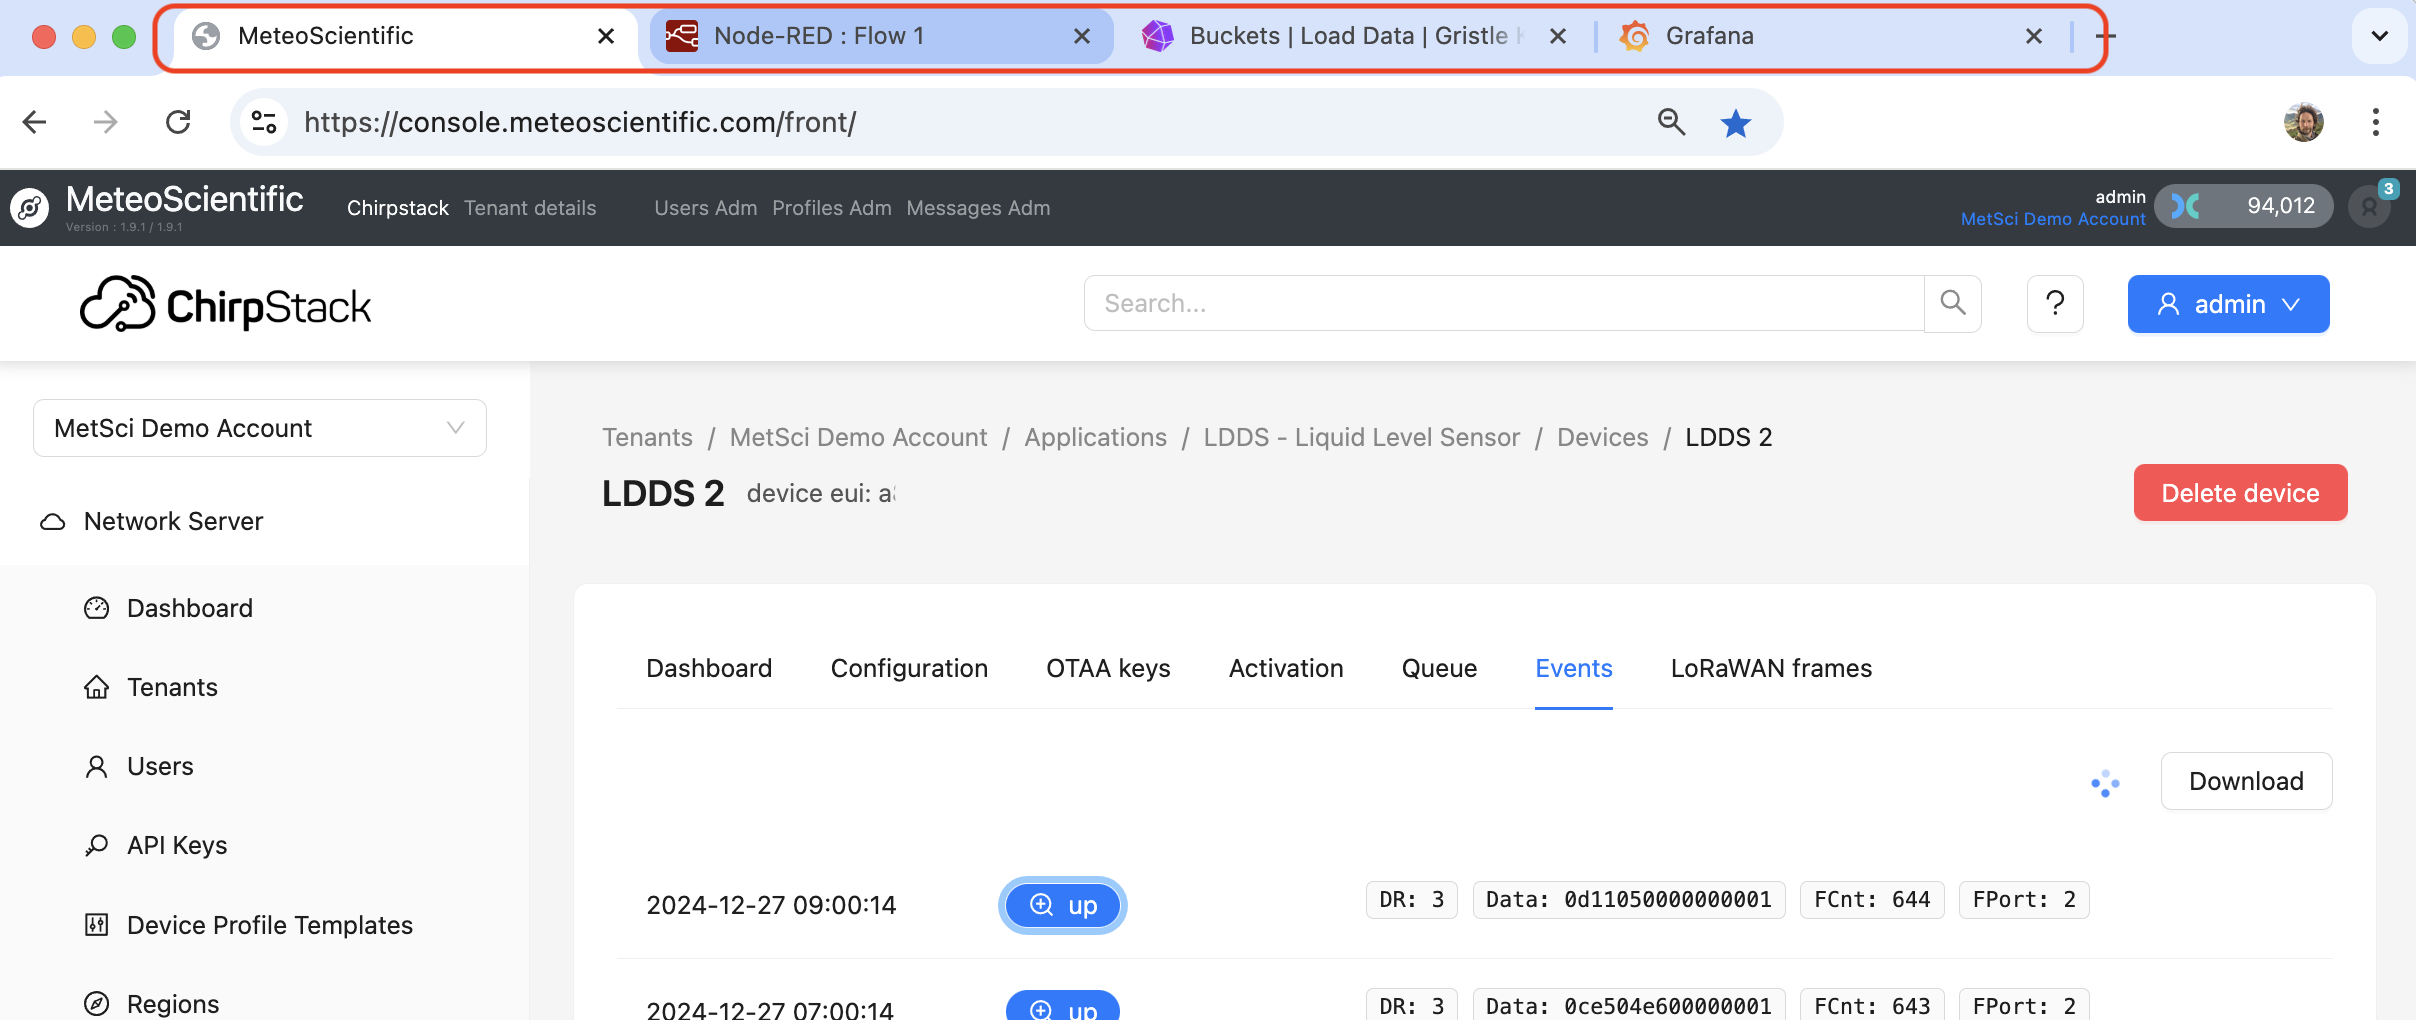 MeteoScientific
Node-RED : Flow 1
Buckets | Load Data | Gristle
Grafana
https://console.meteoscientific.com/front/
MeteoScientific
Version : 1.9.1 / 1.9.1
Chirpstack Tenant details Users Adm Profiles Adm Messages Adm
admin
MetSci Demo Account
94,012
3
ChirpStack
Search...
?
admin
MetSci Demo Account
Tenants / MetSci Demo Account / Applications / LDDS - Liquid Level Sensor / Devices / LDDS 2
LDDS 2 device eui: a
Delete device
Network Server
Dashboard
Tenants
Users
API Keys
Device Profile Templates
Regions
Dashboard Configuration OTAA keys Activation Queue Events LoRaWAN frames
Download
2024-12-27 09:00:14 up DR: 3 Data: 0d11050000000001 FCnt: 644 FPort: 2
2024-12-27 07:00:14 up DR: 3 Data: 0ce504e600000001 FCnt: 643 FPort: 2